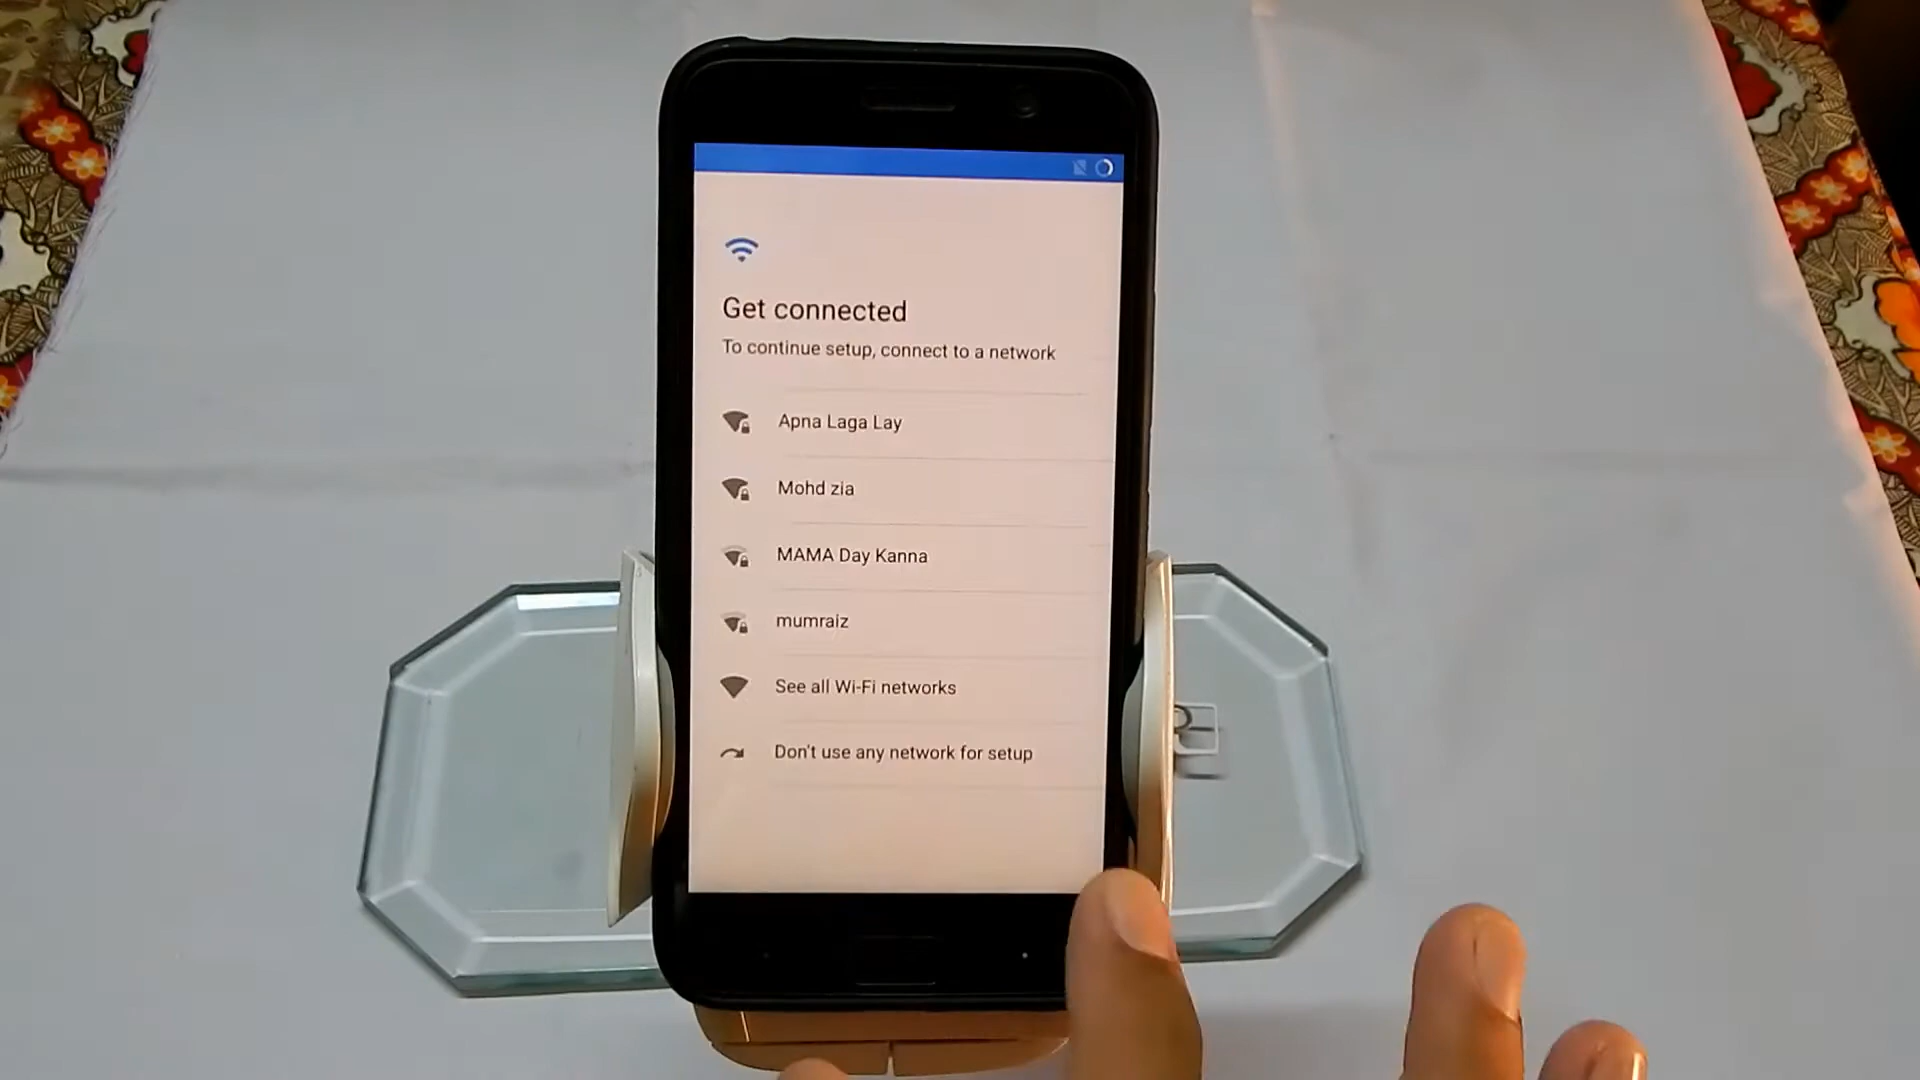 Get connected
To continue setup, connect to a network
Apna Laga Lay
Mohd zia
MAMA Day Kanna
mumraiz
See all Wi-Fi networks
Don't use any network for setup